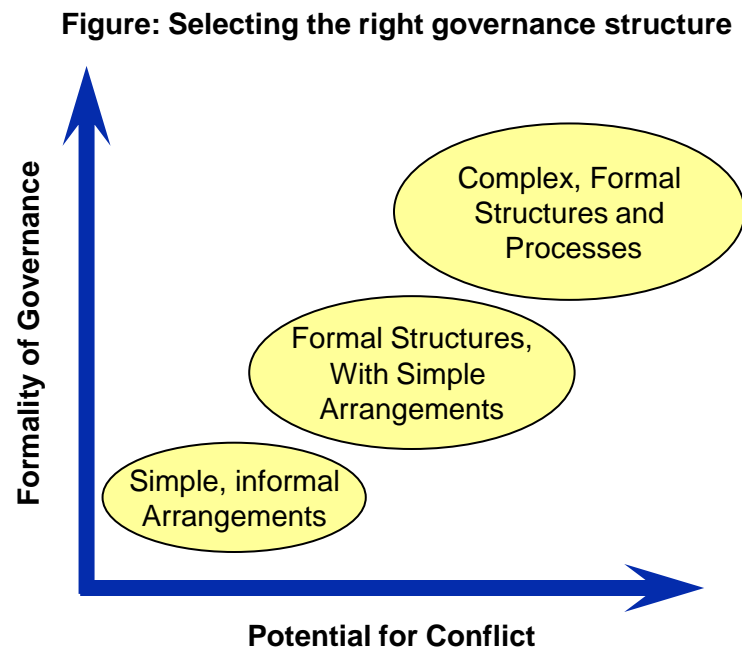 Figure: Selecting the right governance structure
Formality of Governance
Complex, Formal
Structures and
Processes
Formal Structures,
With Simple
Arrangements
Simple, informal
Arrangements
Potential for Conflict